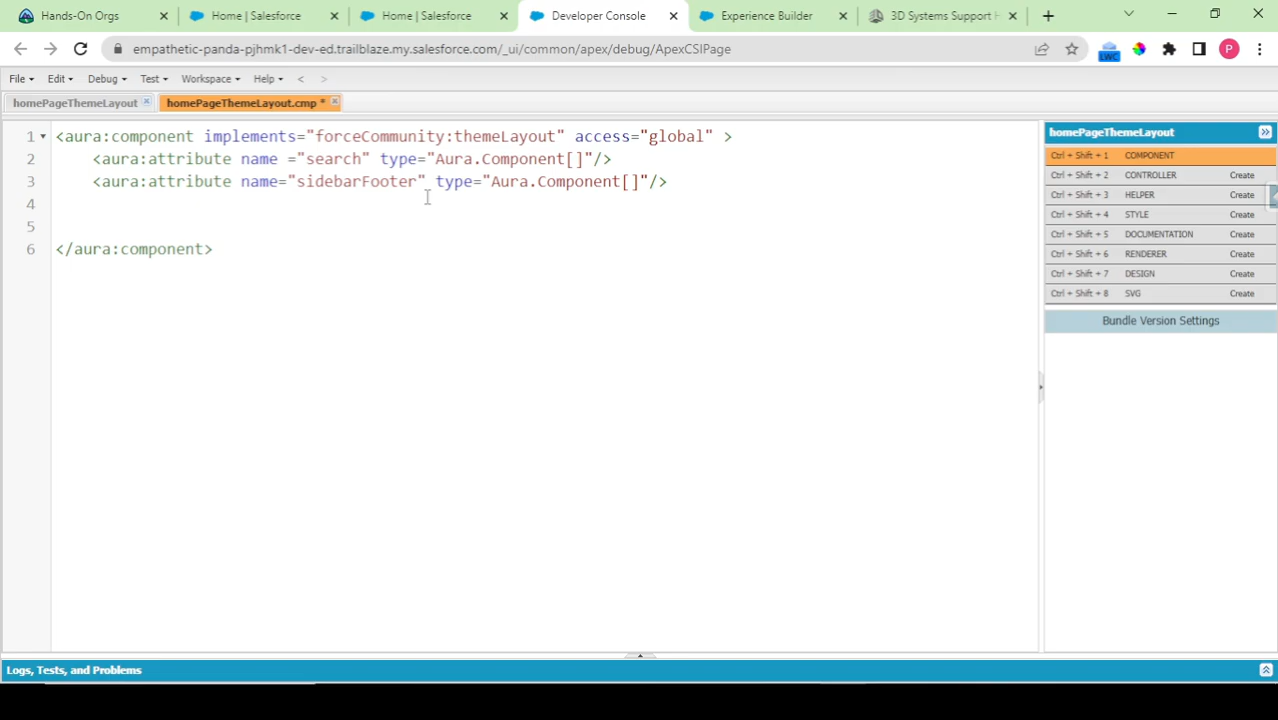 Hands-On Orgs
Home | Salesforce
Home | Salesforce
Developer Console
Experience Builder
3D Systems Support H
empathetic-panda-pjhmk1-dev-ed.trailblaze.my.salesforce.com/_ui/common/apex/debug/ApexCSIPage
LWC
P
File Edit Debug Test Workspace Help < >
homePageThemeLayout
homePageThemeLayout.cmp *
1 <aura:component implements="forceCommunity:themeLayout" access="global" >
2 <aura:attribute name ="search" type="Aura.Component[]"/>
3 <aura:attribute name="sidebarFooter" type="Aura.Component[]"/>
4
5
6 </aura:component>
homePageThemeLayout
Ctrl + Shift + 1 COMPONENT
Ctrl + Shift + 2 CONTROLLER Create
Ctrl + Shift + 3 HELPER Create
Ctrl + Shift + 4 STYLE Create
Ctrl + Shift + 5 DOCUMENTATION Create
Ctrl + Shift + 6 RENDERER Create
Ctrl + Shift + 7 DESIGN Create
Ctrl + Shift + 8 SVG Create
Bundle Version Settings
Logs, Tests, and Problems